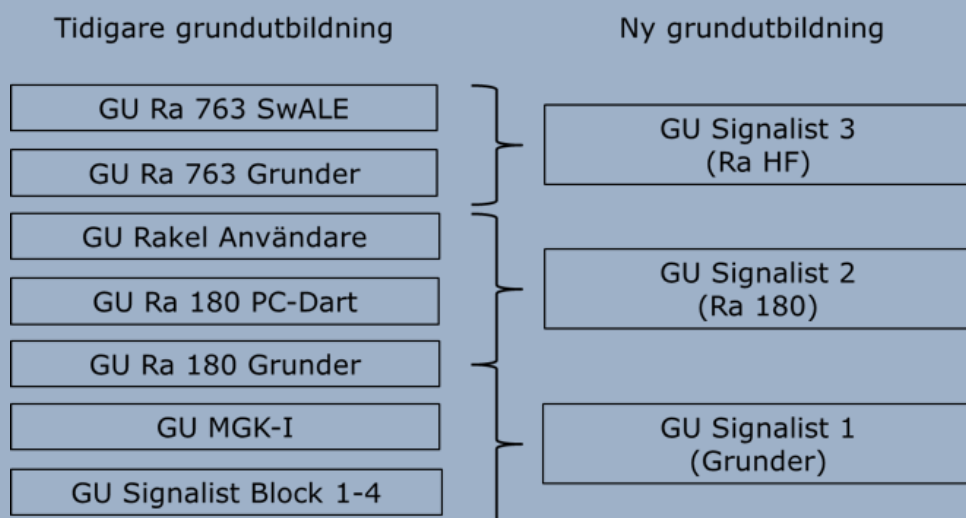 Tidigare grundutbildning
GU Ra 763 SwALE
GU Ra 763 Grunder
GU Rakel Användare
GU Ra 180 PC-Dart
GU Ra 180 Grunder
GU MGK-I
GU Signalist Block 1-4
Ny grundutbildning
GU Signalist 3
(Ra HF)
GU Signalist 2
(Ra 180)
GU Signalist 1
(Grunder)